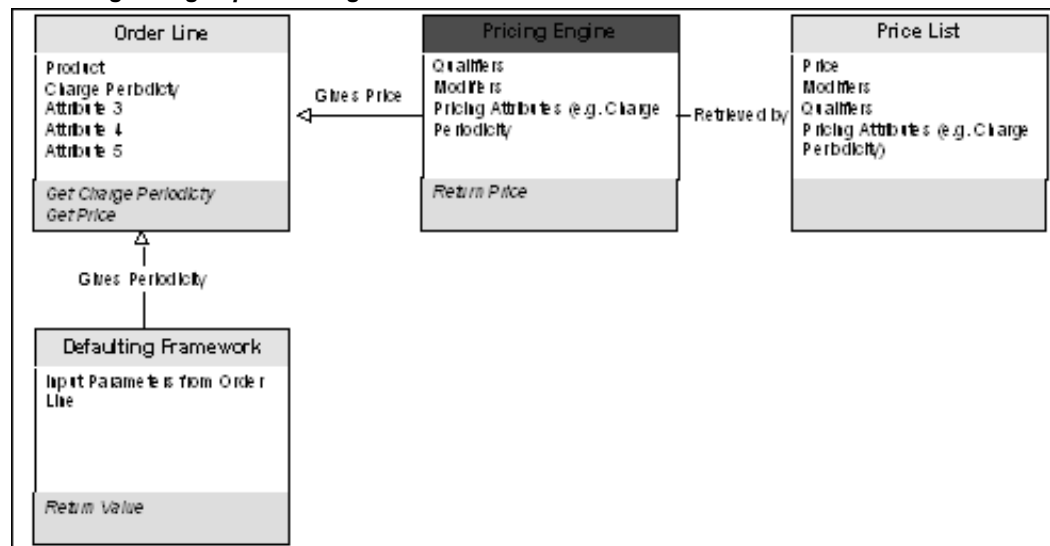 Order Line
Product
Charge Periodicty
Attribute 3
Attribute 4
Attribute 5
Get Charge Periodicty
Get Price
Gives Price
Pricing Engine
Qualifiers
Modifiers
Pricing Attributes (e.g. Charge
Periodicity
Return Price
Retrieved by
Price List
Price
Modifiers
Qualifiers
Pricing Attributes (e.g. Charge
Periodicity)
Gives Periodicity
Defaulting Framework
Input Parameters from Order
Line
Return Value